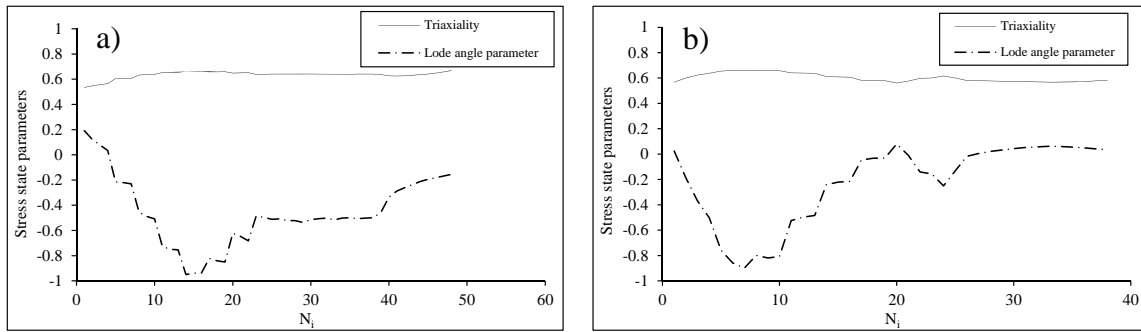 a)
Triaxiality
Lode angle parameter
Stress state parameters
1
0.8
0.6
0.4
0.2
0
-0.2
-0.4
-0.6
-0.8
-1
0 10 20 30 40 50 60
N i
b)
Triaxiality
Lode angle parameter
Stress state parameters
1
0.8
0.6
0.4
0.2
0
-0.2
-0.4
-0.6
-0.8
-1
0 10 20 30 40
N i